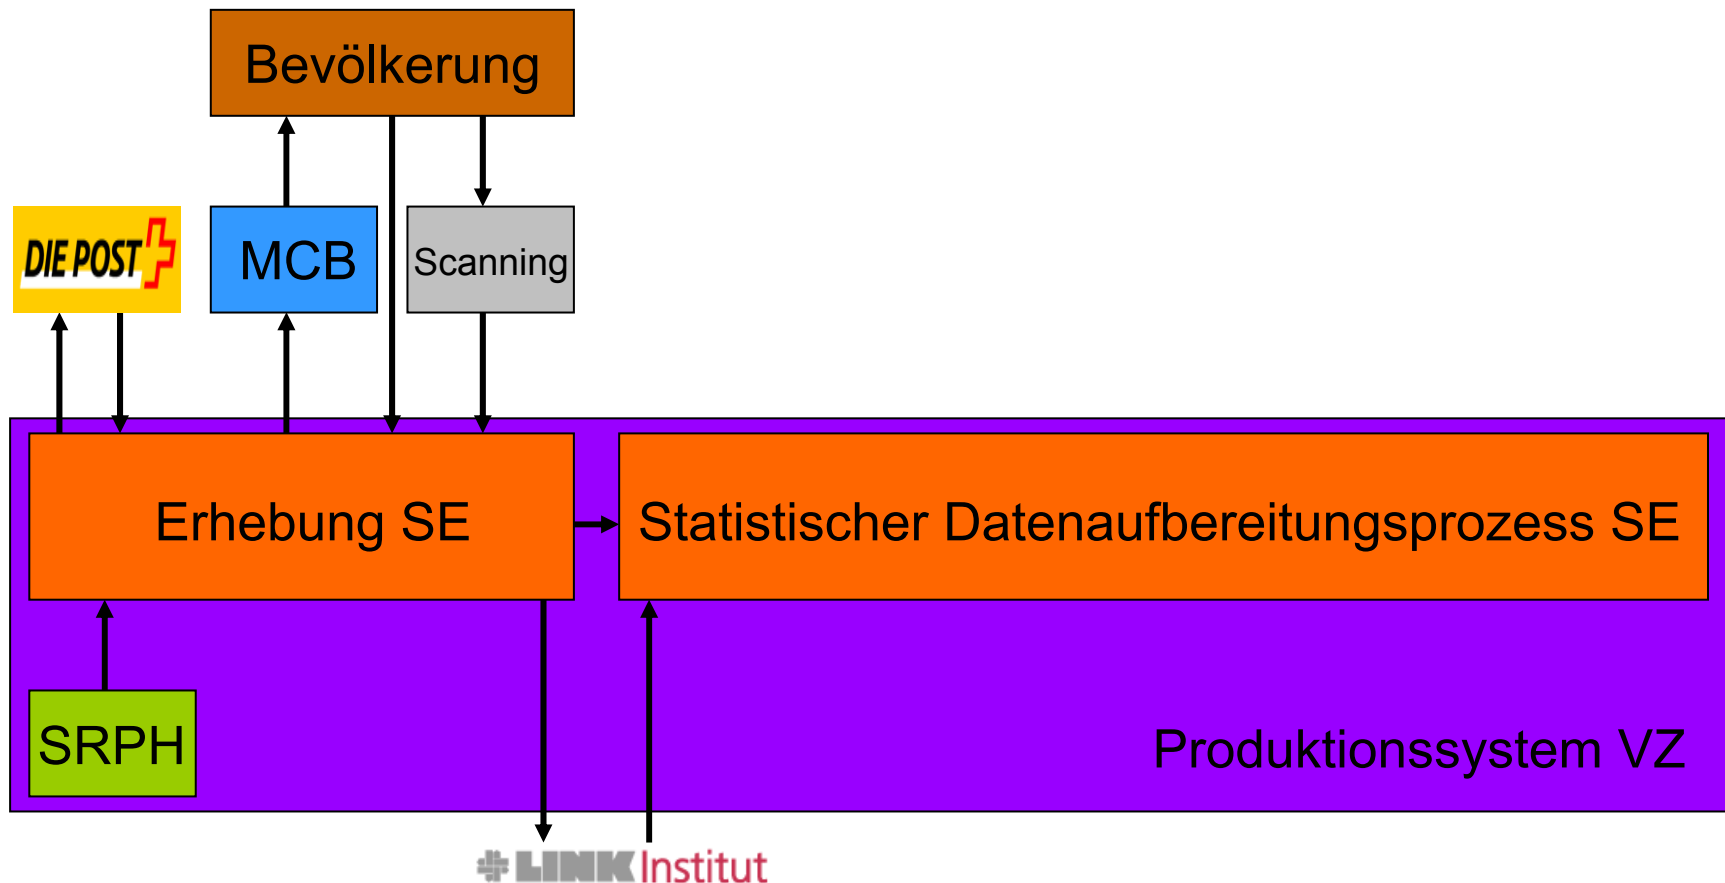 Bevölkerung
DIE POST
MCB
Scanning
Erhebung SE
Statistischer Datenaufbereitungsprozess SE
SRPH
Produktionssystem VZ
LINK Institut